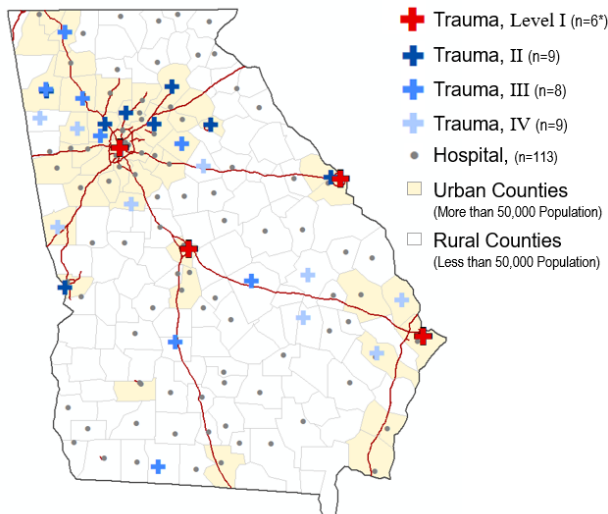 Trauma, Level I (n=6*)
Trauma, II (n=9)
Trauma, III (n=8)
Trauma, IV (n=9)
Hospital, (n=113)
Urban Counties
(More than 50,000 Population)
Rural Counties
(Less than 50,000 Population)